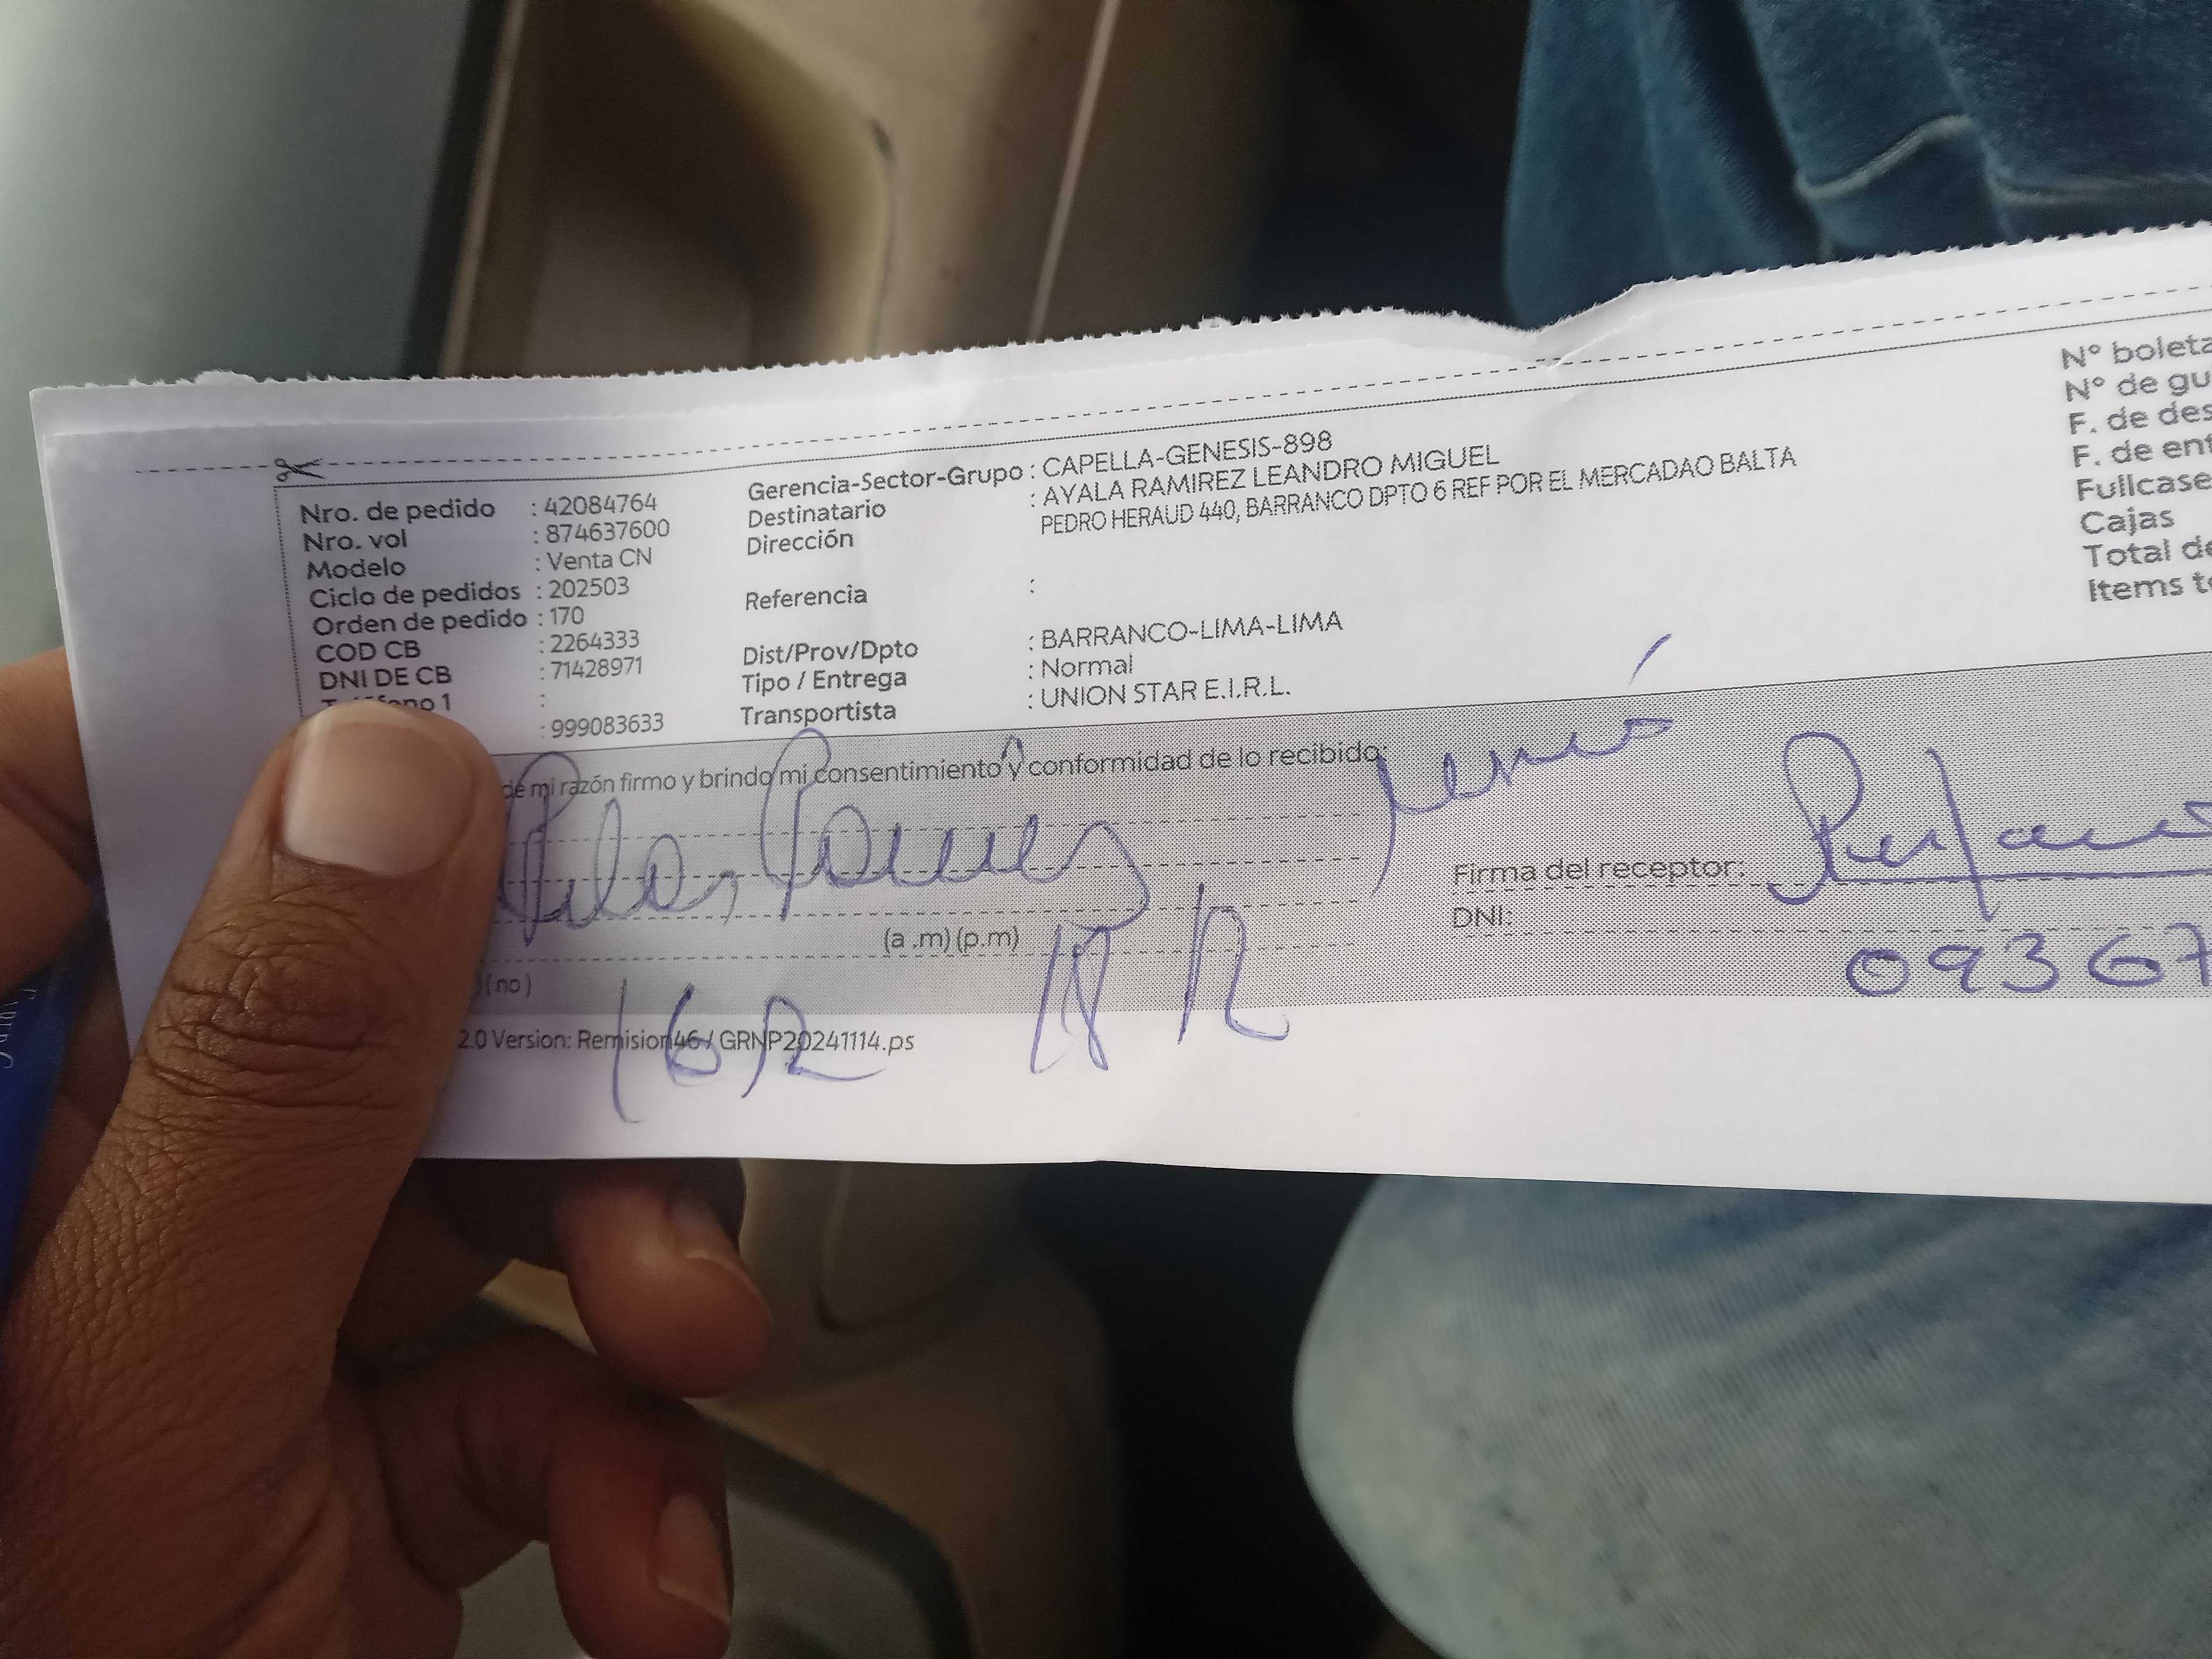 Nro. de pedido : 42084764
Nro. vol : 874637600
Modelo : Venta CN
Ciclo de pedidos : 202503
Orden de pedido : 170
COD CB : 2264333
DNI DE CB : 71428971
: 999083633
Gerencia-Sector-Grupo : CAPELLA-GENESIS-898
Destinatario : AYALA RAMIREZ LEANDRO MIGUEL
Dirección PEDRO HERAUD 440, BARRANCO DPTO 6 REF POR EL MERCADAO BALTA
Referencia :
Dist/Prov/Dpto : BARRANCO-LIMA-LIMA
Tipo / Entrega : Normal
Transportista : UNION STAR E.I.R.L.
N° boleta
N° de gu
F. de des
F. de ent
Fullcase
Cajas
Total de
Items t
de mi razón firmo y brindo mi consentimiento y conformidad de lo recibido:
(a .m) (p.m)
)(no)
Firma del receptor:
DNI:
09367
2.0 Version: Remision46 / GRNP20241114.ps